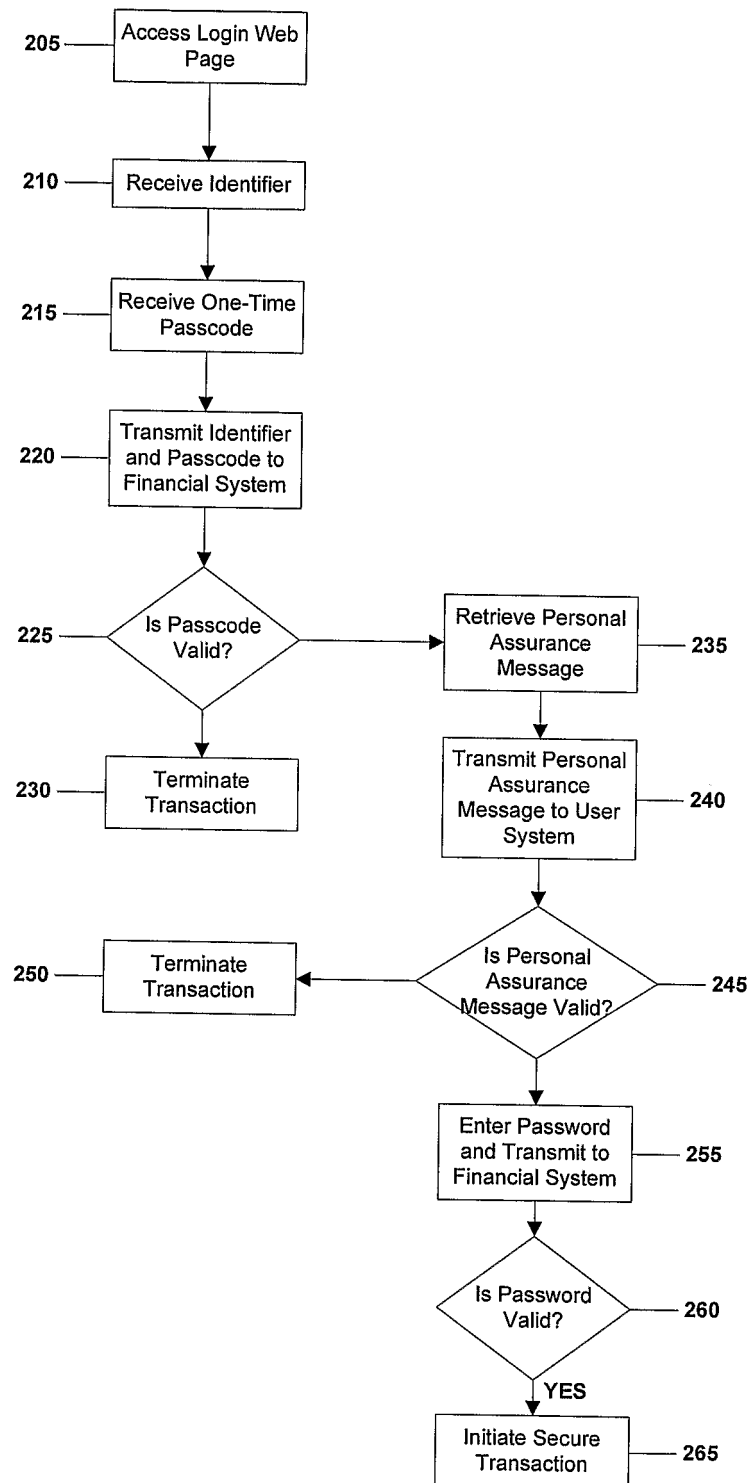 205
Access Login Web
Page
210
Receive Identifier
215
Receive One-Time
Passcode
220
Transmit Identifier
and Passcode to
Financial System
225
Is Passcode
Valid?
230
Terminate
Transaction
Retrieve Personal
Assurance
Message
235
Transmit Personal
Assurance
Message to User
System
240
Is Personal
Assurance
Message Valid?
245
250
Terminate
Transaction
Enter Password
and Transmit to
Financial System
255
Is Password
Valid?
260
YES
Initiate Secure
Transaction
265